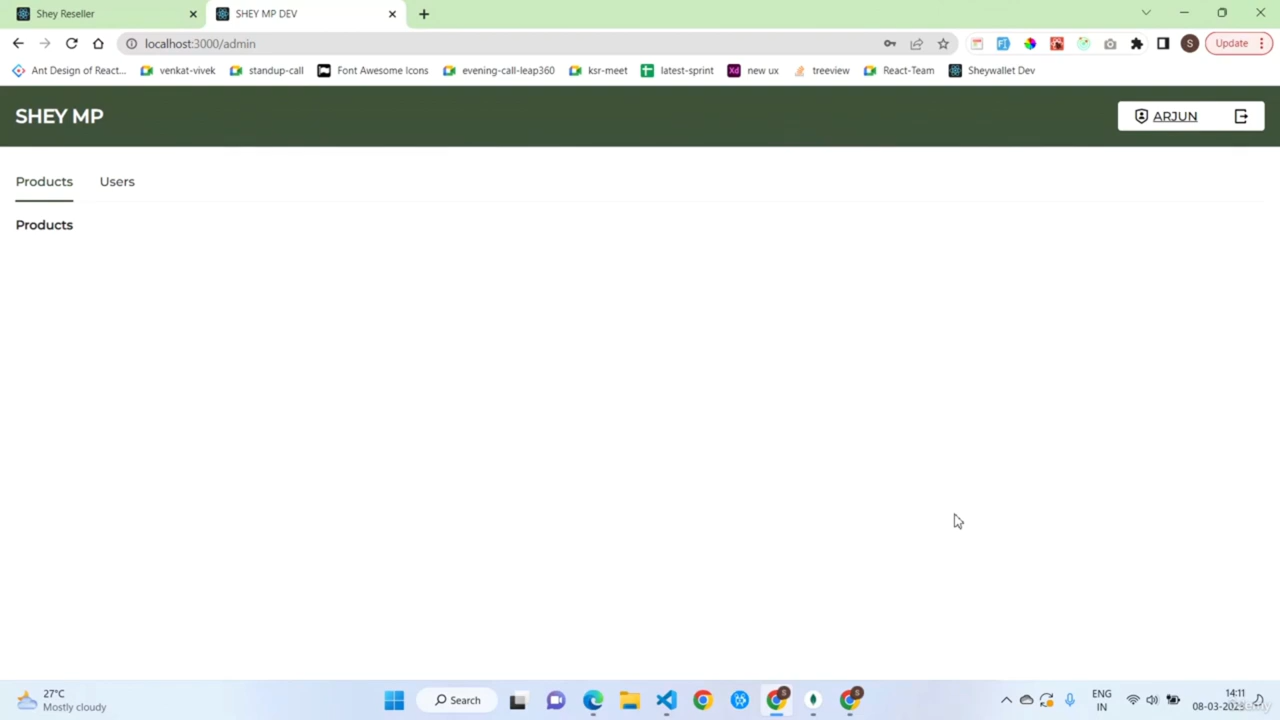 Shey Reseller
SHEY MP DEV
localhost:3000/admin
Update
Ant Design of React...
venkat-vivek
standup-call
Font Awesome Icons
evening-call-leap360
ksr-meet
latest-sprint
new ux
treeview
React-Team
Sheywallet Dev
SHEY MP
ARJUN
Products
Users
Products
27°C
Mostly cloudy
Search
ENG
IN
14:11
08-03-2023